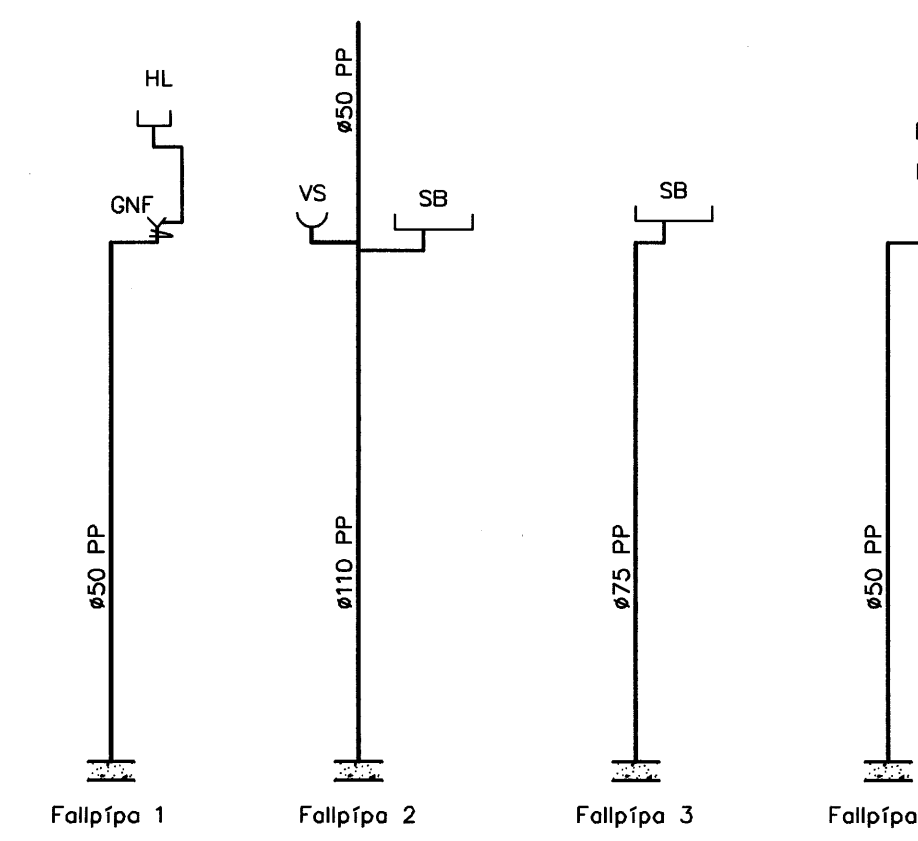 HL
GNF
ø50 PP
Fallpípa 1
ø50 PP
VS
SB
ø110 PP
Fallpípa 2
SB
ø75 PP
Fallpípa 3
ø50 PP
Fallpípa